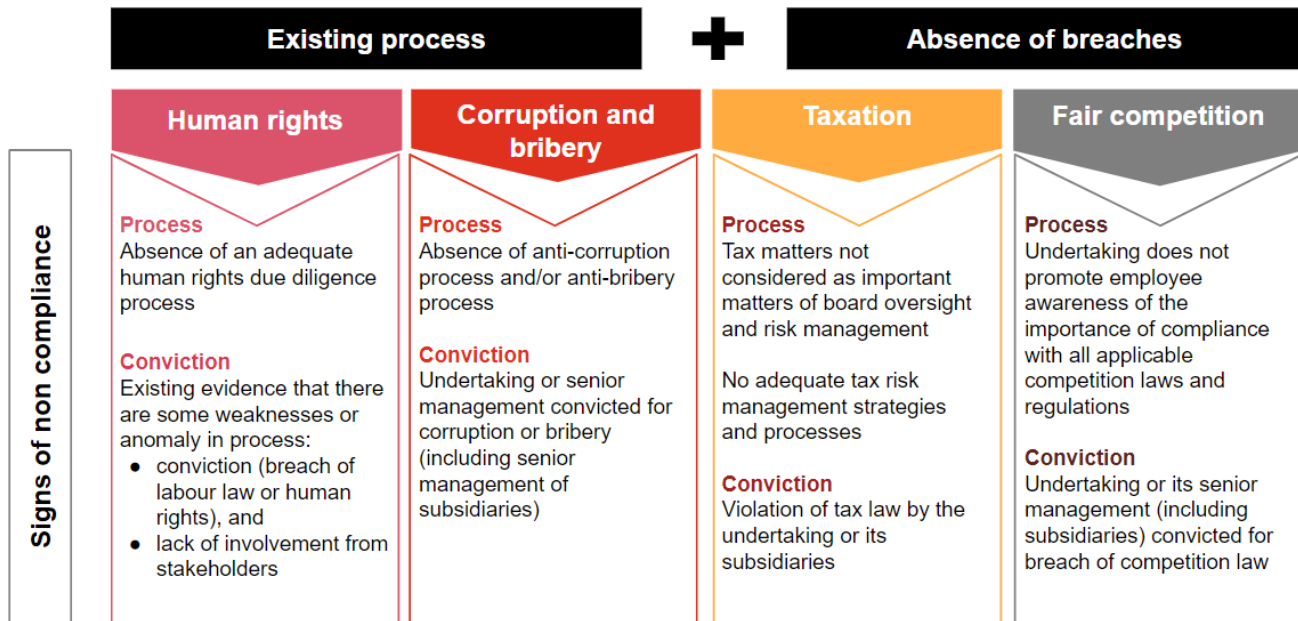 Existing process
Absence of breaches
Human rights
Corruption and
bribery
Taxation
Fair competition
Signs of non compliance
Process
Absence of an adequate
human rights due diligence
process
Conviction
Existing evidence that there
are some weaknesses or
anomaly in process:
● conviction (breach of
labour law or human
rights), and
● lack of involvement from
stakeholders
Process
Absence of anti-corruption
process and/or anti-bribery
process
Conviction
Undertaking or senior
management convicted for
corruption or bribery
(including senior
management of
subsidiaries)
Process
Tax matters not
considered as important
matters of board oversight
and risk management
No adequate tax risk
management strategies
and processes
Conviction
Violation of tax law by the
undertaking or its
subsidiaries
Process
Undertaking does not
promote employee
awareness of the
importance of compliance
with all applicable
competition laws and
regulations
Conviction
Undertaking or its senior
management (including
subsidiaries) convicted for
breach of competition law